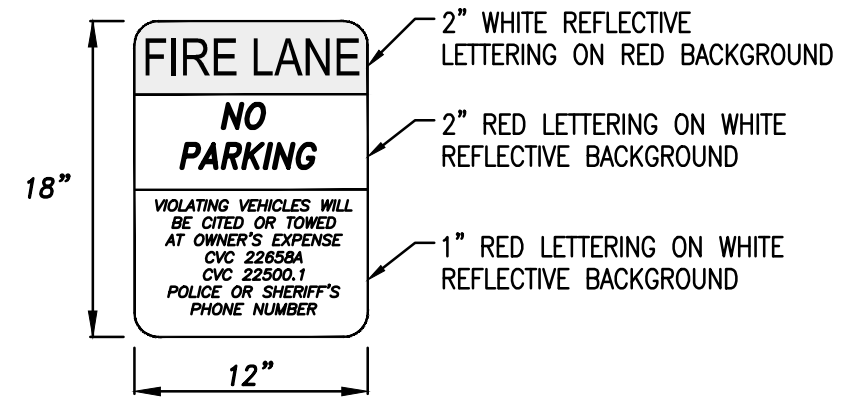 FIRE LANE
NO
PARKING
VIOLATING VEHICLES WILL
BE CITED OR TOWED
AT OWNER'S EXPENSE
CVC 22658A
CVC 22500.1
POLICE OR SHERIFF'S
PHONE NUMBER
18"
12"
2" WHITE REFLECTIVE
LETTERING ON RED BACKGROUND
2" RED LETTERING ON WHITE
REFLECTIVE BACKGROUND
1" RED LETTERING ON WHITE
REFLECTIVE BACKGROUND